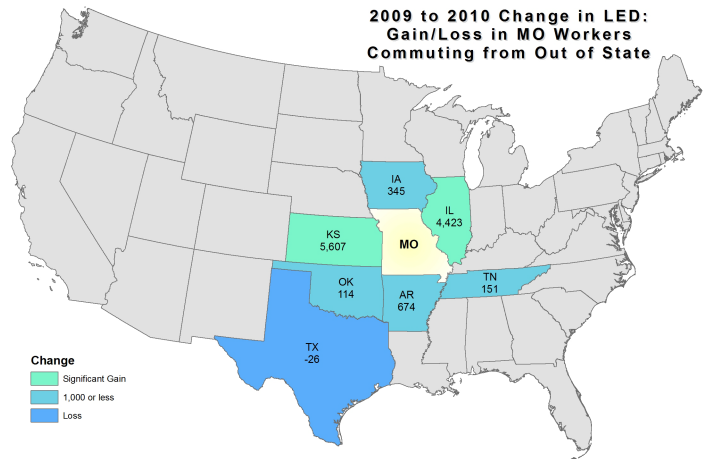 2009 to 2010 Change in LED:
Gain/Loss in MO Workers
Commuting from Out of State
IA
345
IL
4,423
KS
5,607
MO
OK
114
AR
674
TN
151
TX
-26
Change
Significant Gain
1,000 or less
Loss